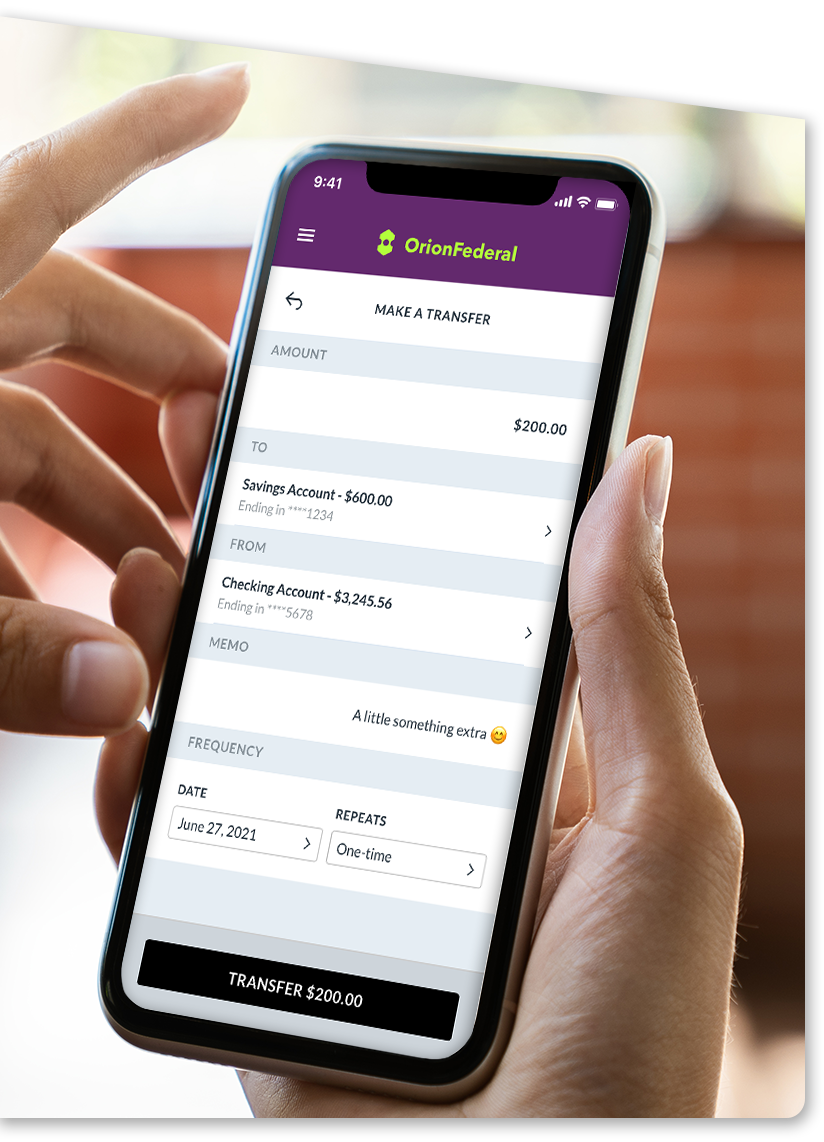 9:41
OrionFederal
MAKE A TRANSFER
AMOUNT
$200.00
TO
Savings Account - $600.00
Ending in ****1234
FROM
Checking Account - $3,245.56
Ending in ****5678
MEMO
A little something extra 😊
FREQUENCY
DATE
REPEATS
June 27, 2021
One-time
TRANSFER $200.00